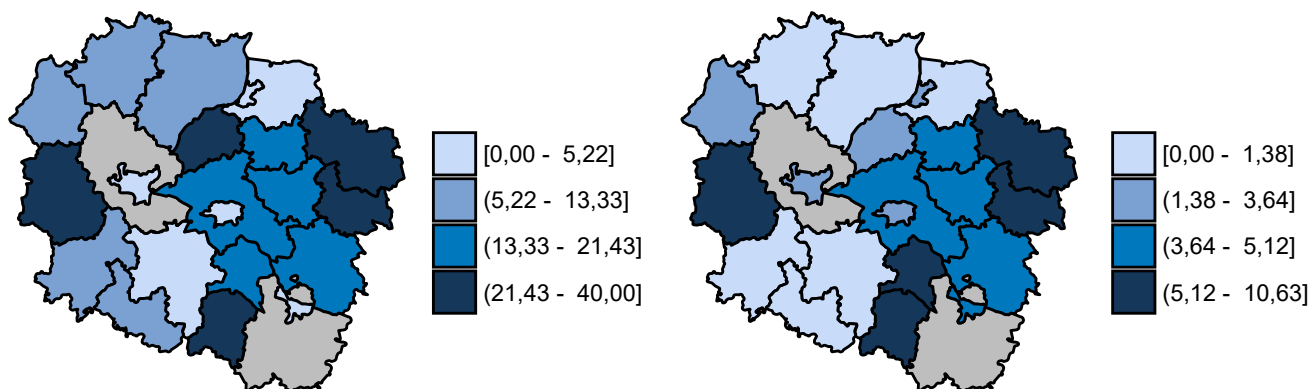 [0,00 - 5,22]
(5,22 - 13,33]
(13,33 - 21,43]
(21,43 - 40,00]
[0,00 - 1,38]
(1,38 - 3,64]
(3,64 - 5,12]
(5,12 - 10,63]